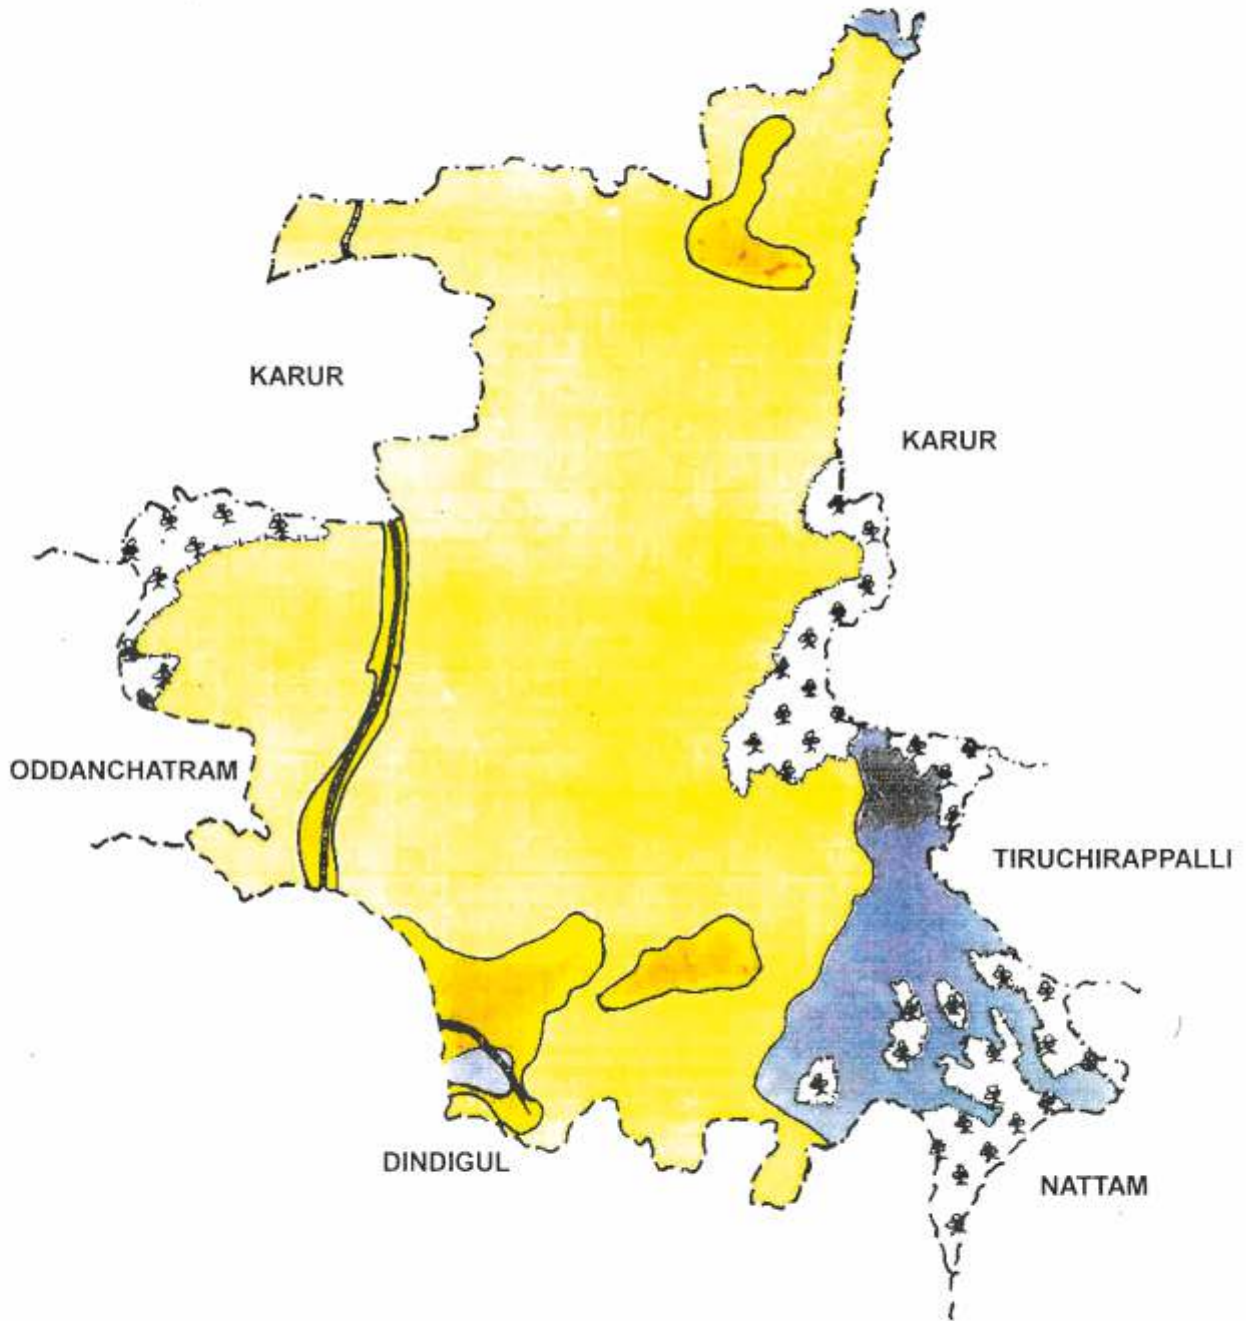 KARUR
KARUR
ODDANCHATRAM
TIRUCHIRAPPALLI
DINDIGUL
NATTAM